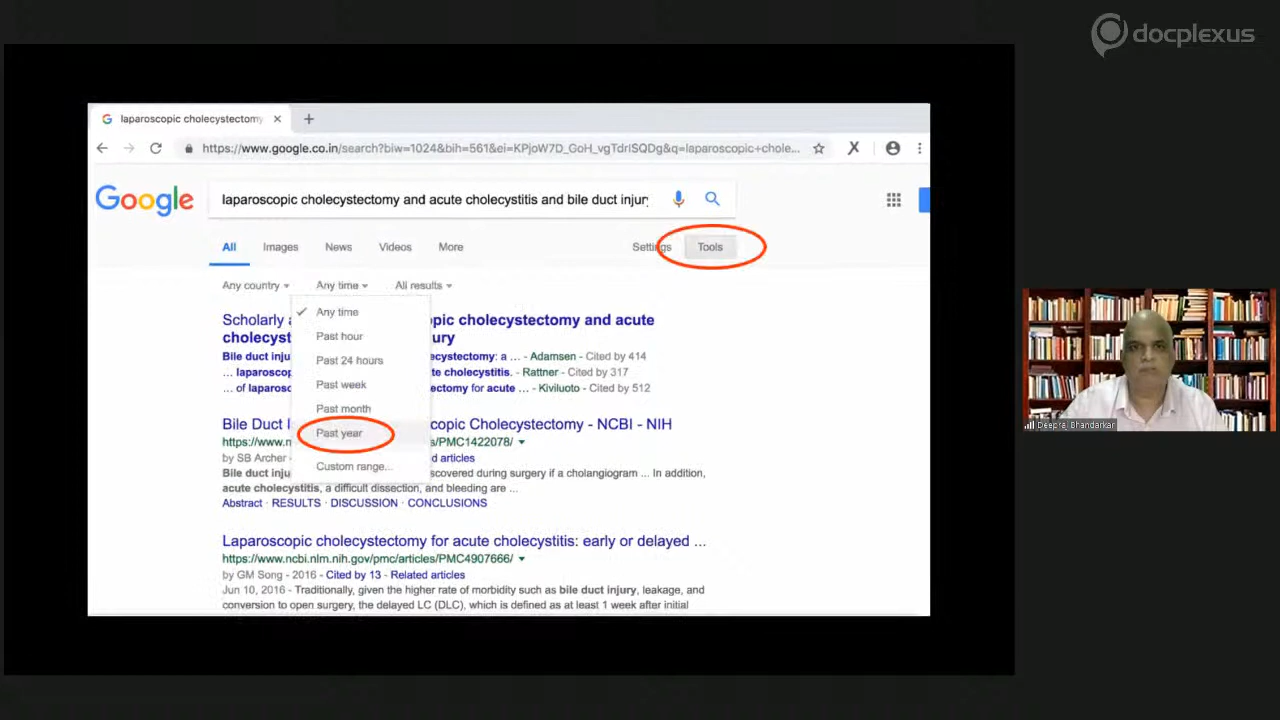 docplexus
laparoscopic cholecystectomy
https://www.google.co.in/search?biw=1024&bih=561&ei=KPjoW7D_GoH_vgTdrISQDg&q=laparoscopic+chole...
X
Google
laparoscopic cholecystectomy and acute cholecystitis and bile duct injury
All Images News Videos More Settings Tools
Any country Any time All results
Any time
Past hour
Past 24 hours
Past week
Past month
Past year
Custom range...
Scholarly opic cholecystectomy and acute
cholecyst ury
Bile duct inju ecystectomy: a ... - Adamsen - Cited by 414
... laparos ute cholecystitis. - Rattner - Cited by 317
... of lapar tomy for acute ... - Kiviluoto - Cited by 512
Bile Duct I copic Cholecystectomy - NCBI - NIH
https://www.n s/PMC1422078/
by SB Archer d articles
Bile duct inju scovered during surgery if a cholangiogram ... In addition,
acute cholecystitis, a difficult dissection, and bleeding are ...
Abstract · RESULTS · DISCUSSION · CONCLUSIONS
Laparoscopic cholecystectomy for acute cholecystitis: early or delayed ...
https://www.ncbi.nlm.nih.gov/pmc/articles/PMC4907666/
by GM Song - 2016 - Cited by 13 - Related articles
Jun 10, 2016 - Traditionally, given the higher rate of morbidity such as bile duct injury, leakage, and
conversion to open surgery, the delayed LC (DLC), which is defined as at least 1 week after initial
Deepraj Bhandarkar